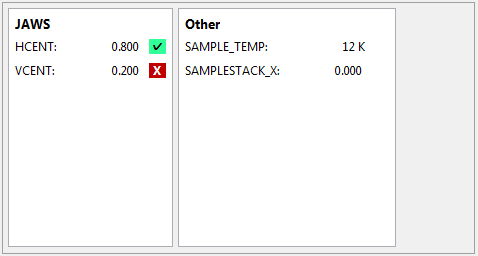 JAWS
HCENT: 0.800 ✓
VCENT: 0.200 X
Other
SAMPLE_TEMP: 12 K
SAMPLESTACK_X: 0.000